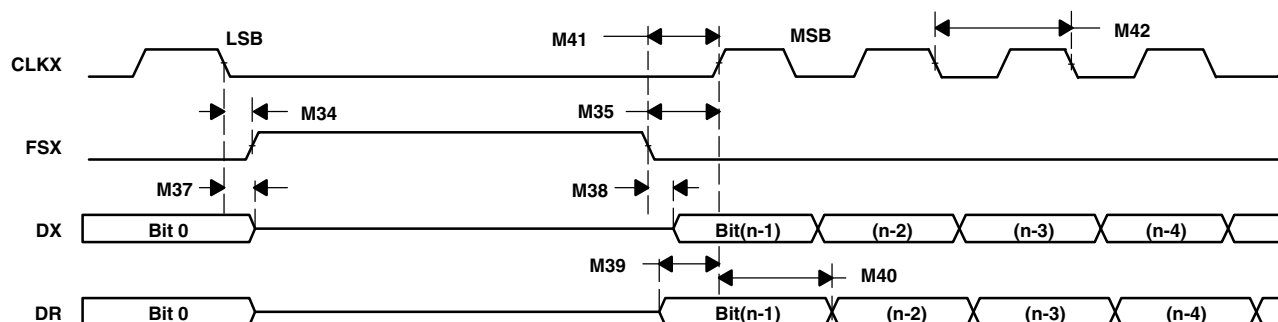 LSB
M41
MSB
M42
CLKX
M34
M35
FSX
M37
M38
DX
Bit 0
Bit(n-1)
(n-2)
(n-3)
(n-4)
M39
M40
DR
Bit 0
Bit(n-1)
(n-2)
(n-3)
(n-4)